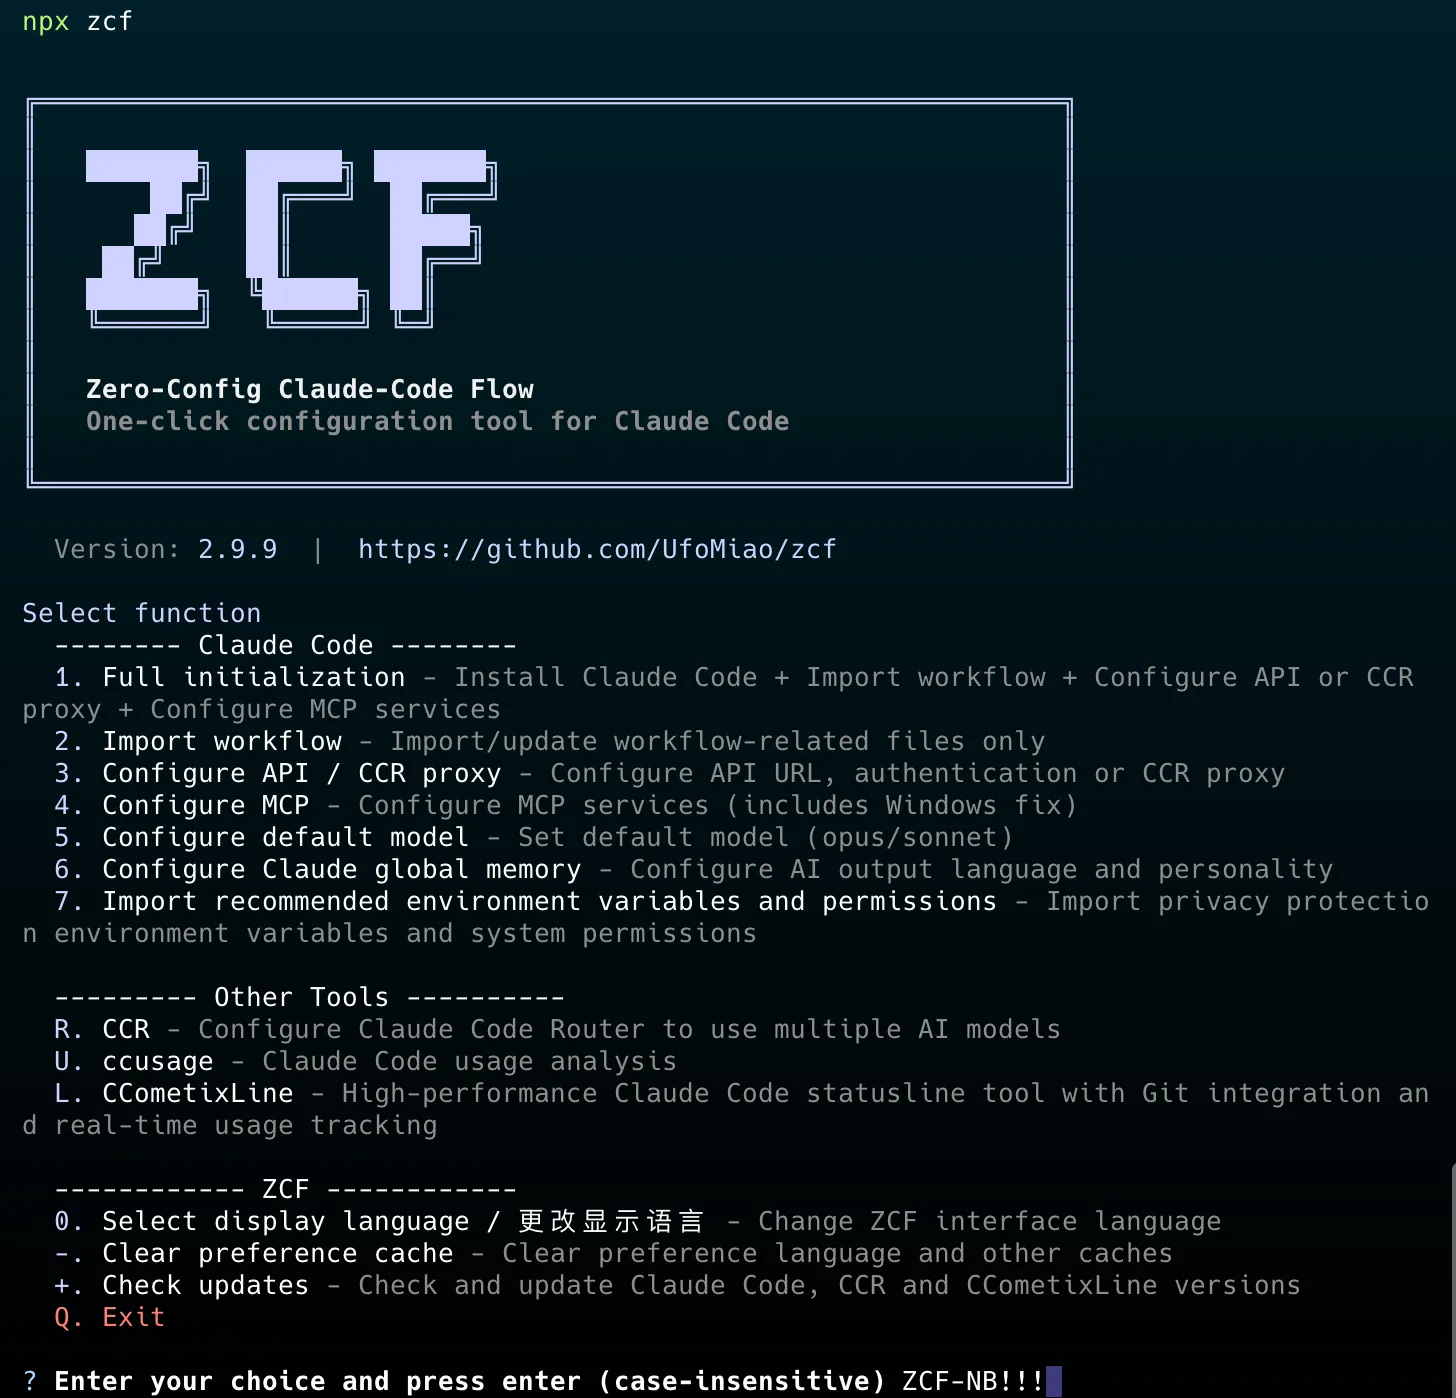 npx zcf
ZCF
Zero-Config Claude-Code Flow
One-click configuration tool for Claude Code
Version: 2.9.9 | https://github.com/UfoMiao/zcf
Select function
-------- Claude Code --------
1. Full initialization - Install Claude Code + Import workflow + Configure API or CCR
proxy + Configure MCP services
2. Import workflow - Import/update workflow-related files only
3. Configure API / CCR proxy - Configure API URL, authentication or CCR proxy
4. Configure MCP - Configure MCP services (includes Windows fix)
5. Configure default model - Set default model (opus/sonnet)
6. Configure Claude global memory - Configure AI output language and personality
7. Import recommended environment variables and permissions - Import privacy protectio
n environment variables and system permissions
--------- Other Tools ----------
R. CCR - Configure Claude Code Router to use multiple AI models
U. ccusage - Claude Code usage analysis
L. CCometixLine - High-performance Claude Code statusline tool with Git integration an
d real-time usage tracking
------------ ZCF ------------
0. Select display language / 更改显示语言 - Change ZCF interface language
-. Clear preference cache - Clear preference language and other caches
+. Check updates - Check and update Claude Code, CCR and CCometixLine versions
Q. Exit
? Enter your choice and press enter (case-insensitive) ZCF-NB!!!